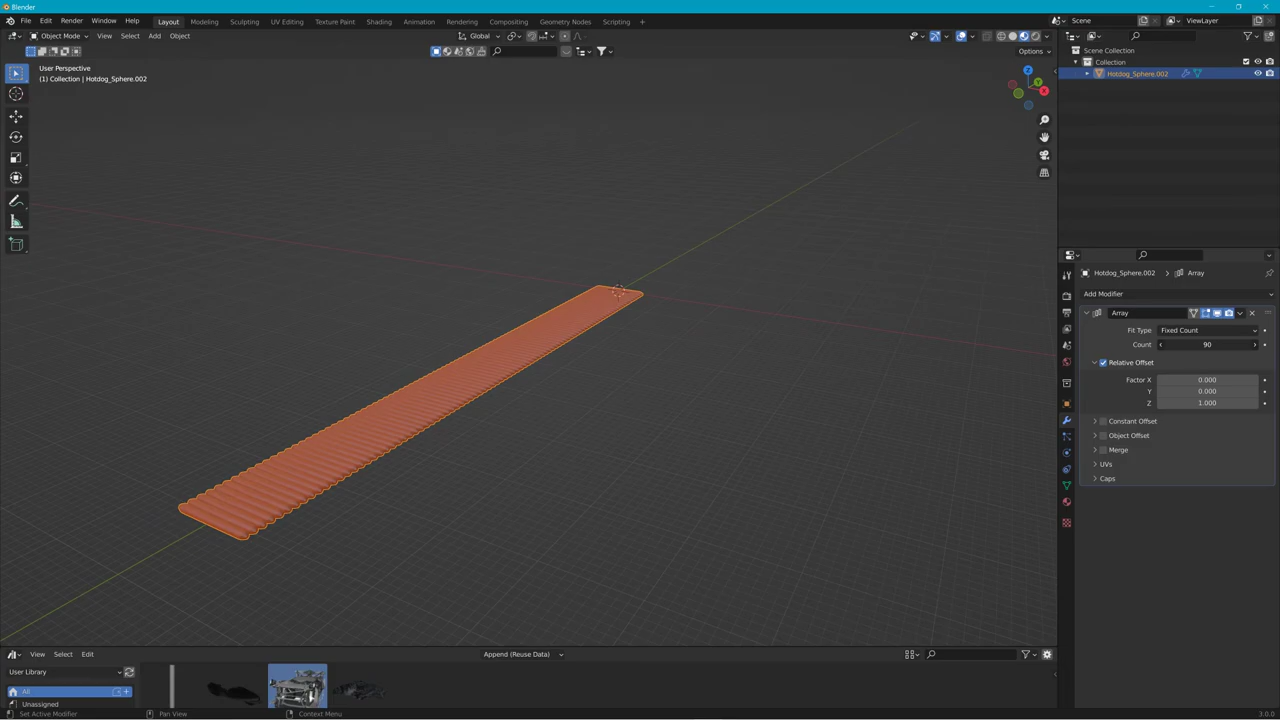 Blender
File Edit Render Window Help Layout Modeling Sculpting UV Editing Texture Paint Shading Animation Rendering Compositing Geometry Nodes Scripting + Scene ViewLayer
Object Mode View Select Add Object Global
Options
User Perspective
(1) Collection | Hotdog_Sphere.002
Z
Y
X
Scene Collection
Collection
Hotdog_Sphere.002
Hotdog_Sphere.002 > Array
Add Modifier
Array
Fit Type Fixed Count
Count 90
Relative Offset
Factor X 0.000
Y 0.000
Z 1.000
Constant Offset
Object Offset
Merge
UVs
Caps
View Select Edit Append (Reuse Data)
User Library
All
Unassigned
Set Active Modifier Pan View Context Menu 3.0.0